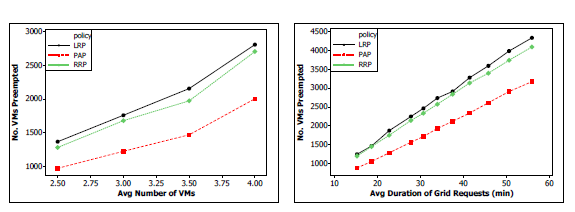 3000
2500
2000
1500
1000
No. VMs Preempted
policy
LRP
PAP
RRP
2.50 2.75 3.00 3.25 3.50 3.75 4.00
Avg Number of VMs
4500
4000
3500
3000
2500
2000
1500
1000
No. VMs Preempted
policy
LRP
PAP
RRP
10 20 30 40 50 60
Avg Duration of Grid Requests (min)